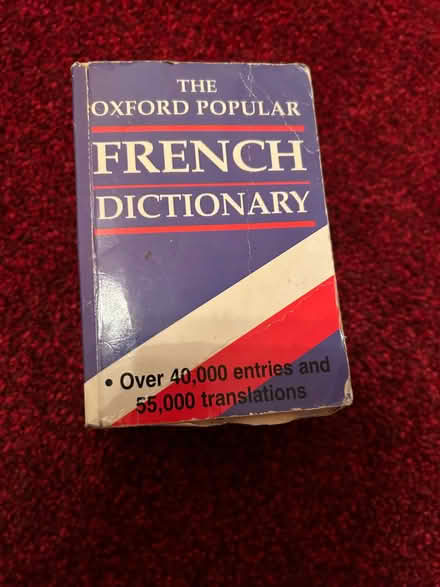 THE
OXFORD POPULAR
FRENCH
DICTIONARY
• Over 40,000 entries and
55,000 translations